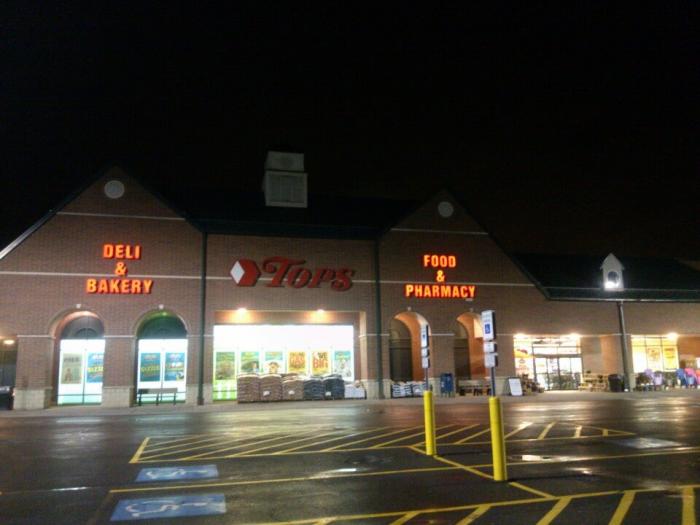 DELI
&
BAKERY
Tops
FOOD
&
PHARMACY